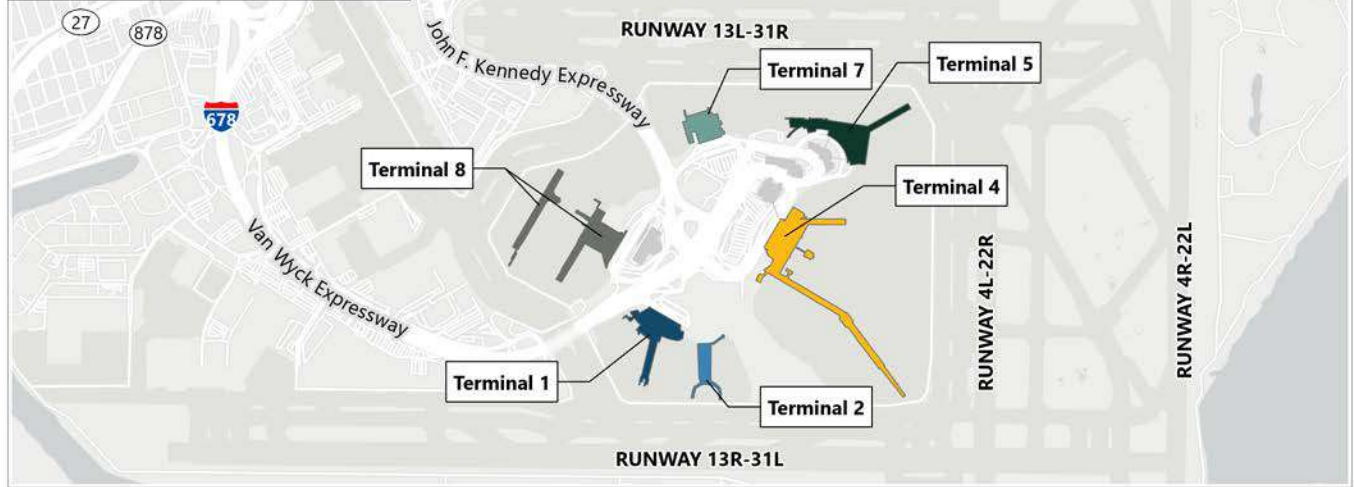 27
878
678
John F. Kennedy Expressway
RUNWAY 13L-31R
Terminal 7
Terminal 5
Terminal 8
Terminal 4
Van Wyck Expressway
RUNWAY 4L-22R
RUNWAY 4R-22L
Terminal 1
Terminal 2
RUNWAY 13R-31L